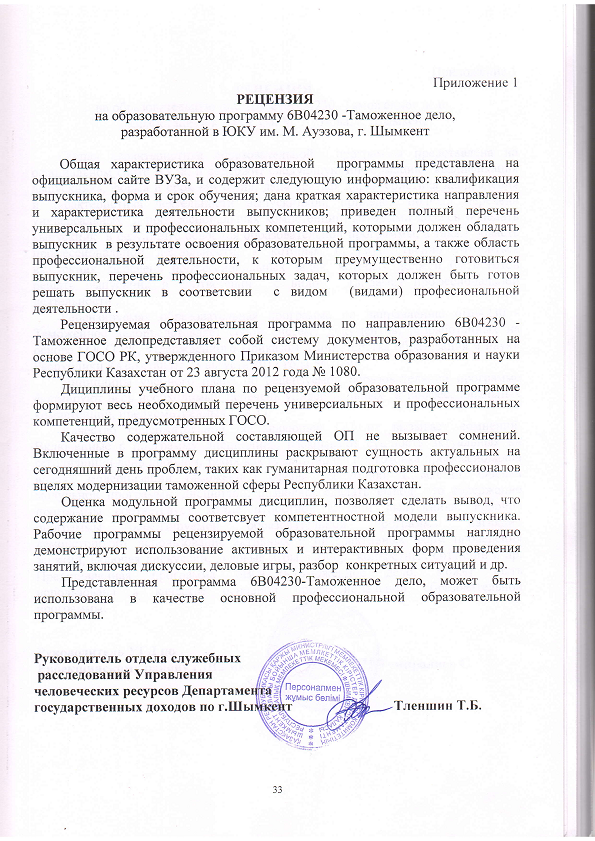 Приложение 1
РЕЦЕНЗИЯ
на образовательную программу 6В04230 -Таможенное дело,
разработанной в ЮКУ им. М. Ауэзова, г. Шымкент
Общая характеристика образовательной программы представлена на
официальном сайте ВУЗа, и содержит следующую информацию: квалификация
выпускника, форма и срок обучения; дана краткая характеристика направления
и характеристика деятельности выпускников; приведен полный перечень
универсальных и профессиональных компетенций, которыми должен обладать
выпускник в результате освоения образовательной программы, а также область
профессиональной деятельности, к которым преумущественно готовиться
выпускник, перечень профессиональных задач, которых должен быть готов
решать выпускник в соответсвии с видом (видами) професиональной
деятельности .
Рецензируемая образовательная программа по направлению 6В04230 -
Таможенное делопредставляет собой систему документов, разработанных на
основе ГОСО РК, утвержденного Приказом Министерства образования и науки
Республики Казахстан от 23 августа 2012 года № 1080.
Дициплины учебного плана по рецензуемой образовательной программе
формируют весь необходимый перечень универсиальных и профессиональных
компетенций, предусмотренных ГОСО.
Качество содержательной составляющей ОП не вызывает сомнений.
Включенные в программу дисциплины раскрывают сущность актуальных на
сегодняшний день проблем, таких как гуманитарная подготовка профессионалов
вцелях модернизации таможенной сферы Республики Казахстан.
Оценка модульной программы дисциплин, позволяет сделать вывод, что
содержание программы соответсвует компетентностной модели выпускника.
Рабочие программы рецензируемой образовательной программы наглядно
демонстрируют использование активных и интерактивных форм проведения
занятий, включая дискуссии, деловые игры, разбор конкретных ситуаций и др.
Представленная программа 6В04230-Таможенное дело, может быть
использована в качестве основной профессиональной образовательной
программы.
Руководитель отдела служебных
расследований Управления
человеческих ресурсов Департамента
государственных доходов по г.Шымкент Тленшин Т.Б.
Персоналмен
жұмыс бөлімі
33